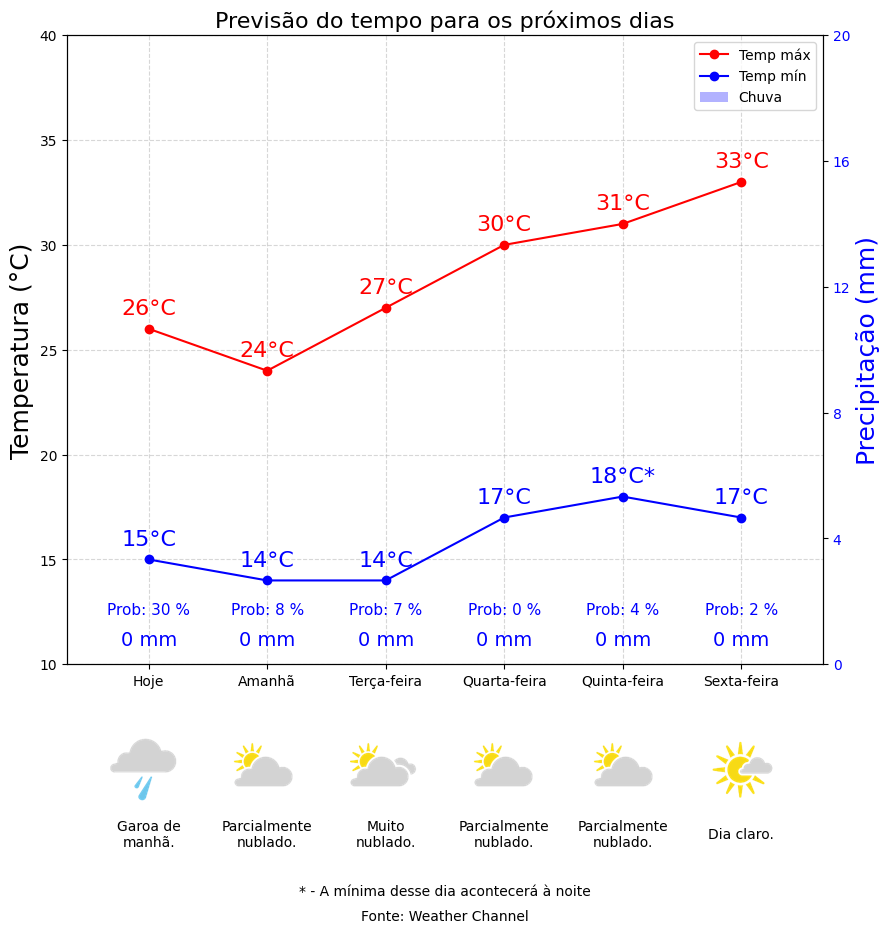 Previsão do tempo para os próximos dias
40
35
30
25
20
15
10
Temperatura (°C)
20
16
12
8
4
0
Precipitação (mm)
Temp máx
Temp mín
Chuva
26°C
24°C
27°C
30°C
31°C
33°C
15°C
14°C
14°C
17°C
18°C*
17°C
Prob: 30 %
Prob: 8 %
Prob: 7 %
Prob: 0 %
Prob: 4 %
Prob: 2 %
0 mm
0 mm
0 mm
0 mm
0 mm
0 mm
Hoje
Amanhã
Terça-feira
Quarta-feira
Quinta-feira
Sexta-feira
Garoa de
manhã.
Parcialmente
nublado.
Muito
nublado.
Parcialmente
nublado.
Parcialmente
nublado.
Dia claro.
* - A mínima desse dia acontecerá à noite
Fonte: Weather Channel